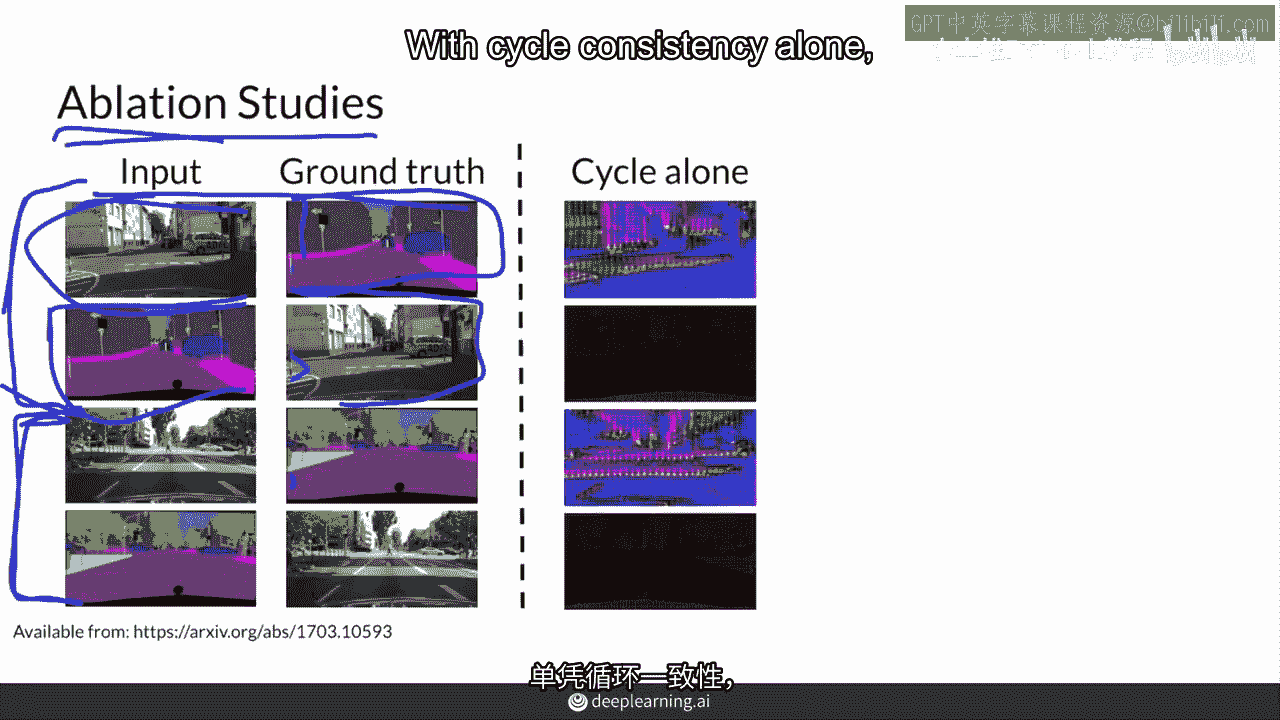 GPT中英字幕课程资源@bilibili.com
With cycle consistency alone,
Ablation Studies
Input
Ground truth
Cycle alone
Available from: https://arxiv.org/abs/1703.10593
单凭循环一致性,
deeplearning.ai